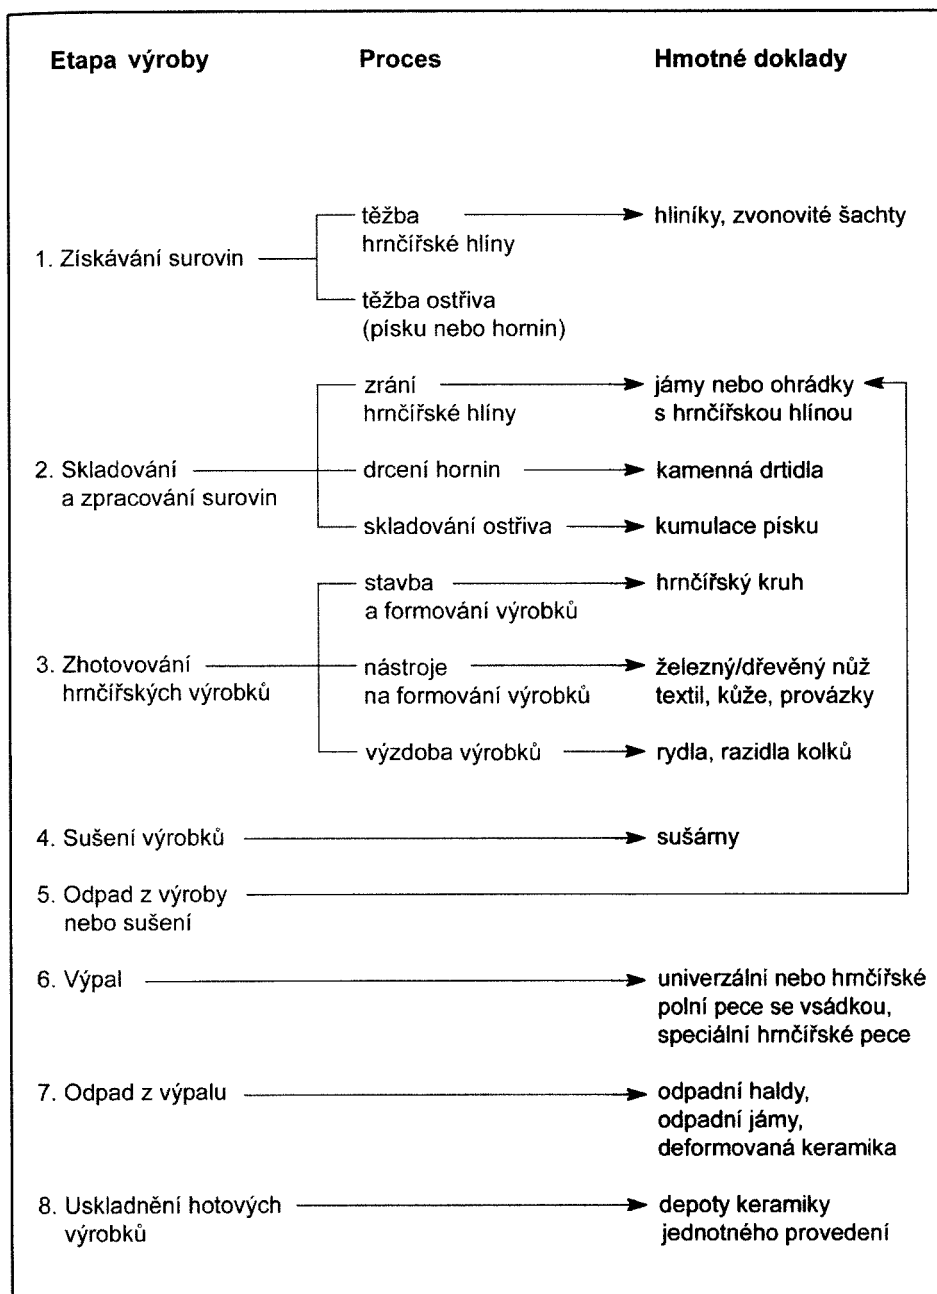 Etapa výroby
Proces
Hmotné doklady
1. Získávání surovin
těžba
hrnčířské hlíny
hliníky, zvonovité šachty
těžba ostřiva
(písku nebo hornin)
2. Skladování
a zpracování surovin
zrání
hrnčířské hlíny
jámy nebo ohrádky
s hrnčířskou hlínou
drcení hornin
kamenná drtidla
skladování ostřiva
kumulace písku
3. Zhotovování
hrnčířských výrobků
stavba
a formování výrobků
hrnčířský kruh
nástroje
na formování výrobků
železný/dřevěný nůž
textil, kůže, provázky
výzdoba výrobků
rydla, razidla kolků
4. Sušení výrobků
sušárny
5. Odpad z výroby
nebo sušení
6. Výpal
univerzální nebo hrnčířské
polní pece se vsádkou,
speciální hrnčířské pece
7. Odpad z výpalu
odpadní haldy,
odpadní jámy,
deformovaná keramika
8. Uskladnění hotových
výrobků
depoty keramiky
jednotného provedení